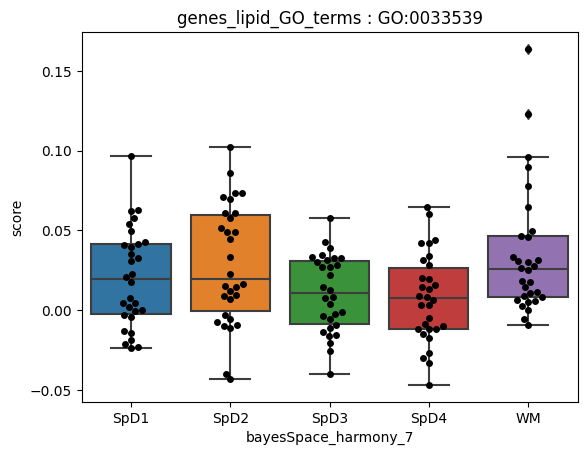 genes_lipid_GO_terms : GO:0033539
score
0.15
0.10
0.05
0.00
−0.05
SpD1 SpD2 SpD3 SpD4 WM
bayesSpace_harmony_7